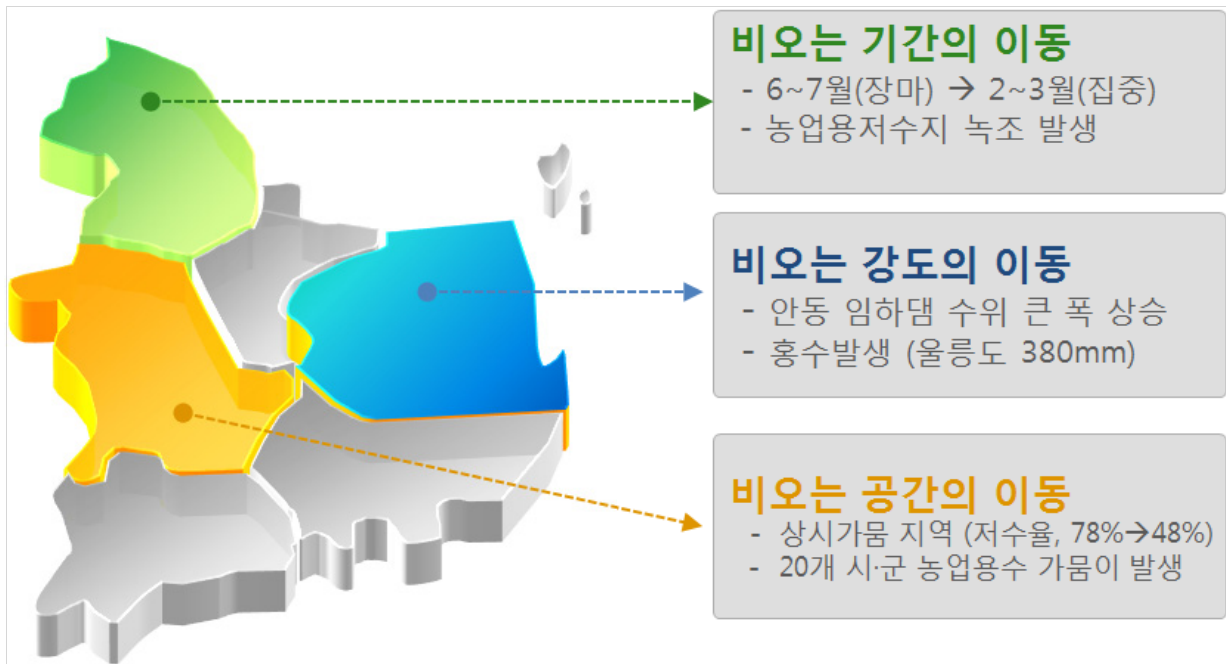 비오는 기간의 이동
- 6~7월(장마) → 2~3월(집중)
- 농업용저수지 녹조 발생
비오는 강도의 이동
- 안동 임하댐 수위 큰 폭 상승
- 홍수발생 (울릉도 380mm)
비오는 공간의 이동
- 상시가뭄 지역 (저수율, 78%→48%)
- 20개 시·군 농업용수 가뭄이 발생